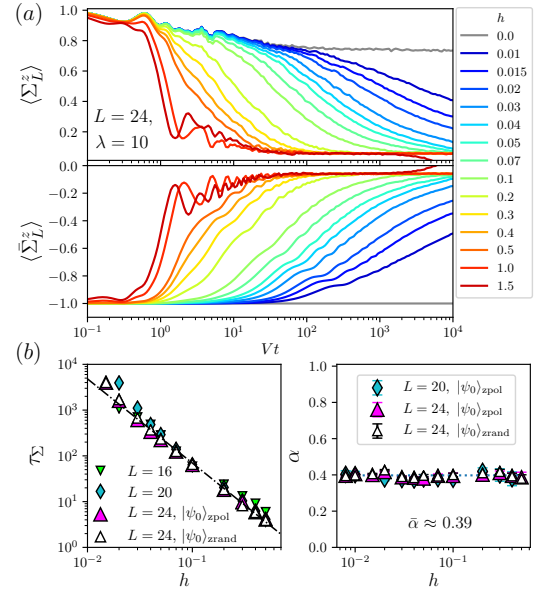 (a)
⟨Σ^z_L⟩
1.0
0.8
0.6
0.4
0.2
L = 24,
λ = 10
⟨Σ̄^z_L⟩
−0.0
−0.2
−0.4
−0.6
−0.8
−1.0
10^{−1} 10^0 10^1 10^2 10^3 10^4
Vt
h
0.0
0.01
0.015
0.02
0.03
0.04
0.05
0.07
0.1
0.2
0.3
0.4
0.5
1.0
1.5
(b)
τ_Σ
10^5
10^4
10^3
10^2
10^1
10^0
L = 16
L = 20
L = 24, |ψ_0⟩_zpol
L = 24, |ψ_0⟩_zrand
10^{−2} 10^{−1}
h
α
1.0
0.8
0.6
0.4
0.2
0.0
L = 20, |ψ_0⟩_zpol
L = 24, |ψ_0⟩_zpol
L = 24, |ψ_0⟩_zrand
ᾱ ≈ 0.39
10^{−2} 10^{−1}
h